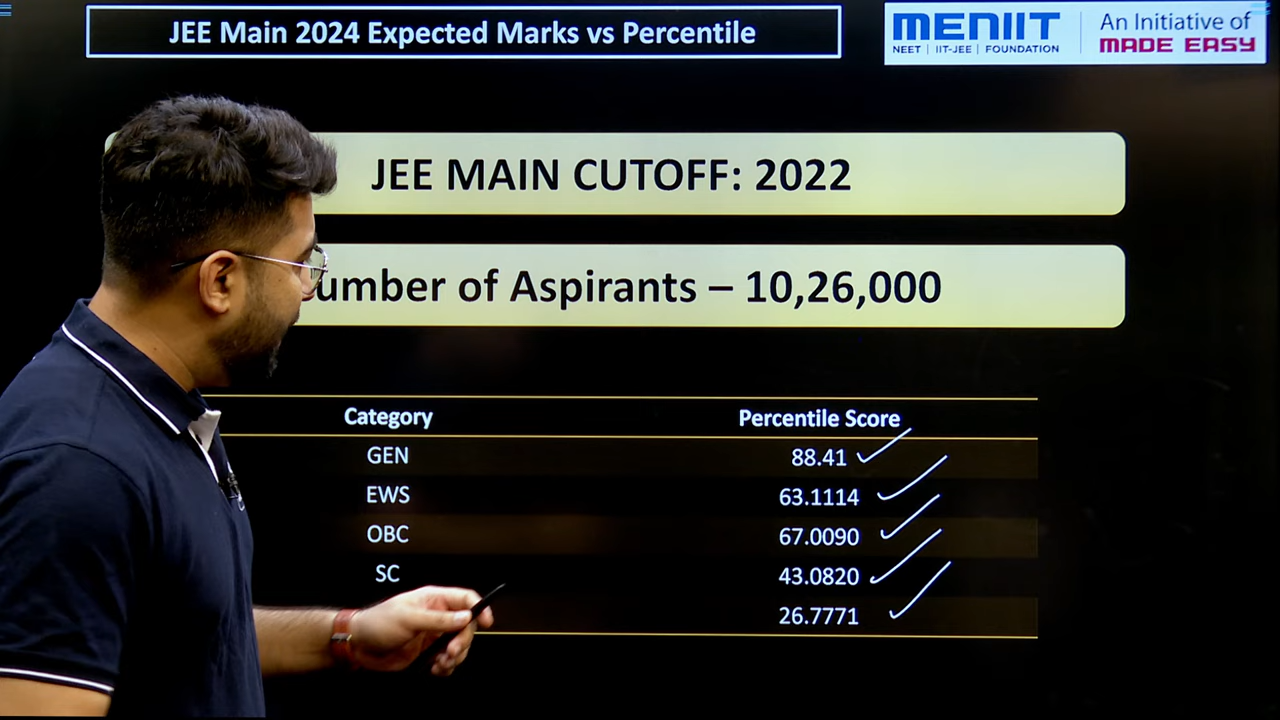 JEE Main 2024 Expected Marks vs Percentile
MENIIT
NEET | IIT-JEE | FOUNDATION
An Initiative of
MADE EASY
JEE MAIN CUTOFF: 2022
umber of Aspirants – 10,26,000
Category Percentile Score
GEN 88.41
EWS 63.1114
OBC 67.0090
SC 43.0820
26.7771